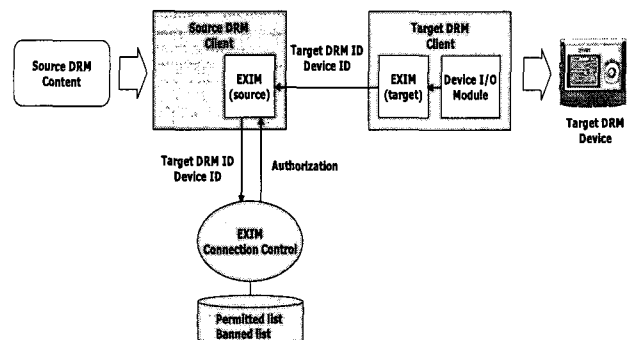 Source DRM
Content
Source DRM
Client
EXIM
(source)
Target DRM ID
Device ID
Target DRM
Client
EXIM
(target)
Device I/O
Module
Target DRM
Device
Target DRM ID
Device ID
Authorization
EXIM
Connection Control
Permitted list
Banned list